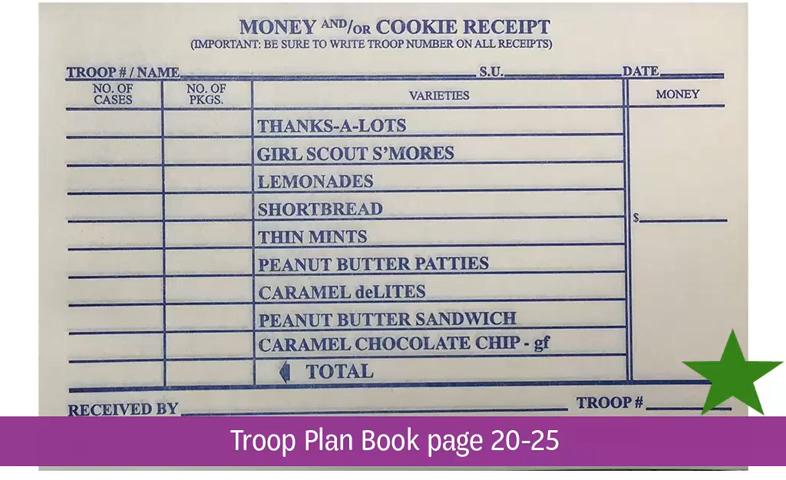 MONEY AND/OR COOKIE RECEIPT
(IMPORTANT: BE SURE TO WRITE TROOP NUMBER ON ALL RECEIPTS)
TROOP # / NAME S.U. DATE
NO. OF CASES NO. OF PKGS. VARIETIES MONEY
THANKS-A-LOTS
GIRL SCOUT S'MORES
LEMONADES
SHORTBREAD
$
THIN MINTS
PEANUT BUTTER PATTIES
CARAMEL deLITES
PEANUT BUTTER SANDWICH
CARAMEL CHOCOLATE CHIP - gf
TOTAL
RECEIVED BY TROOP #
Troop Plan Book page 20-25